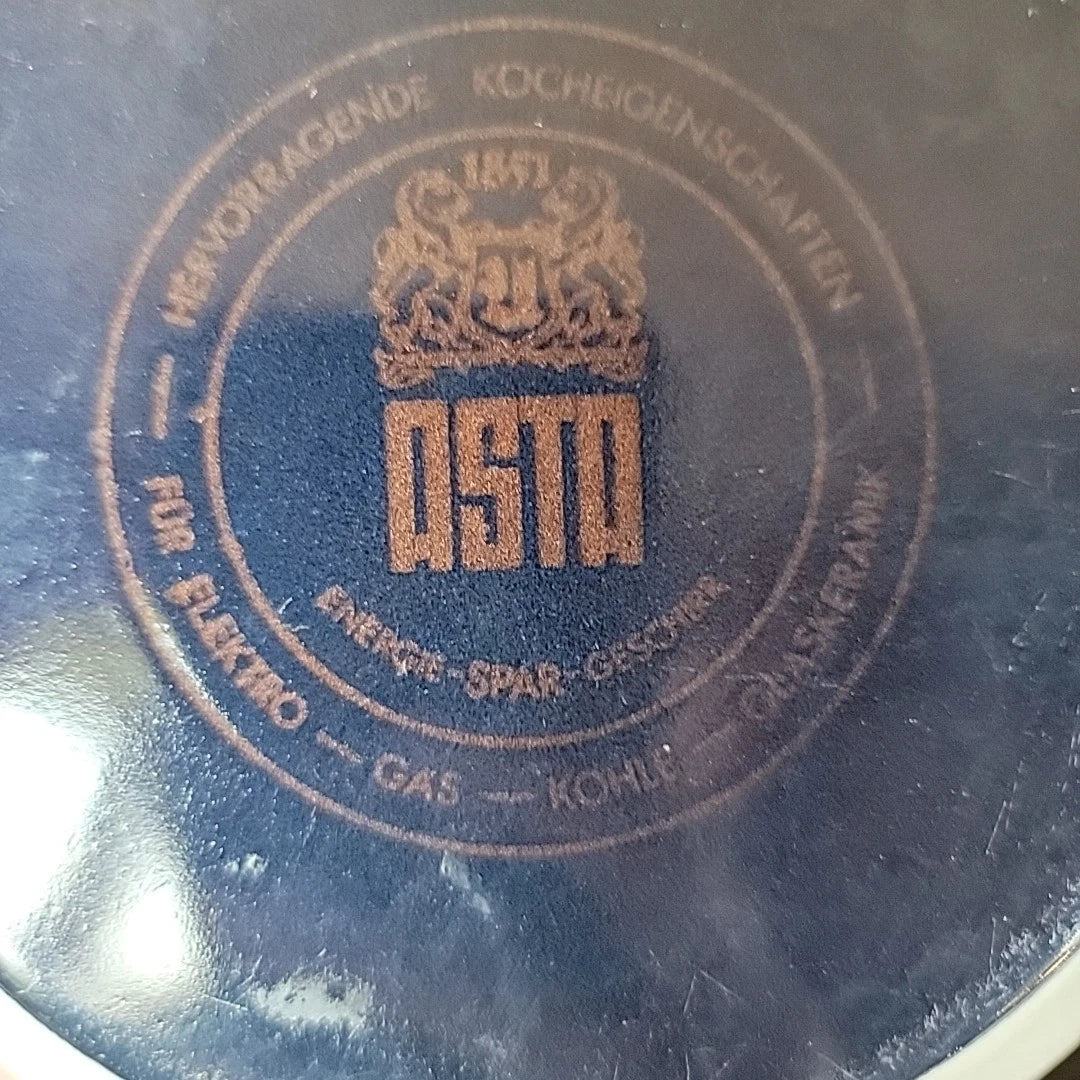 HERVORRAGENDE KOCHEIGENSCHAFTEN
1851
ASTA
ENERGIE-SPAR-GESCHIRR
FÜR ELEKTRO — GAS — KOHLE — GLASKERAMIK